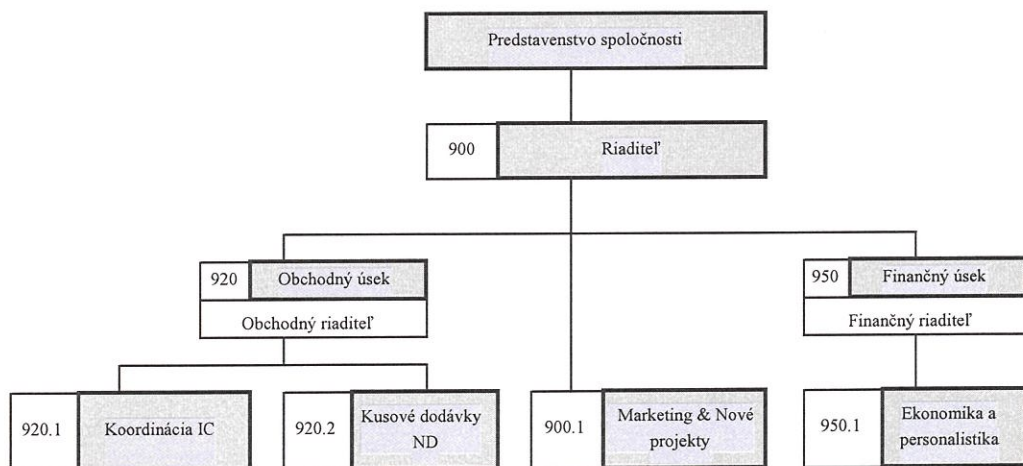 Predstavenstvo spoločnosti
900
Riaditeľ
920
Obchodný úsek
Obchodný riaditeľ
950
Finančný úsek
Finančný riaditeľ
920.1
Koordinácia IC
920.2
Kusové dodávky
ND
900.1
Marketing & Nové
projekty
950.1
Ekonomika a
personalistika